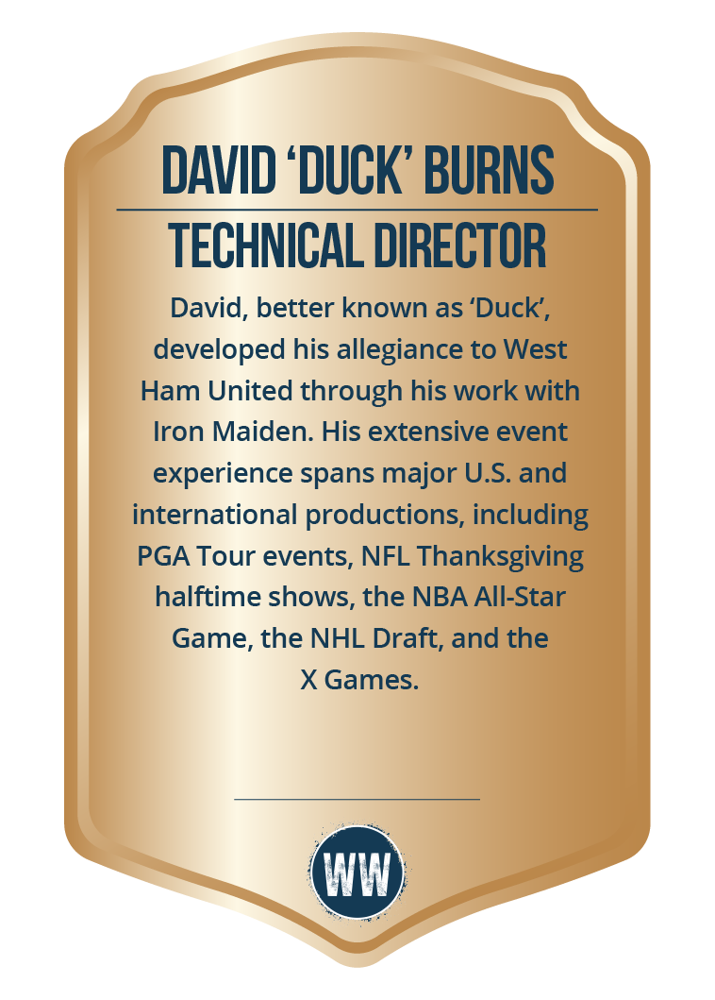 DAVID ‘DUCK’ BURNS
TECHNICAL DIRECTOR
David, better known as ‘Duck’,
developed his allegiance to West
Ham United through his work with
Iron Maiden. His extensive event
experience spans major U.S. and
international productions, including
PGA Tour events, NFL Thanksgiving
halftime shows, the NBA All-Star
Game, the NHL Draft, and the
X Games.
WW